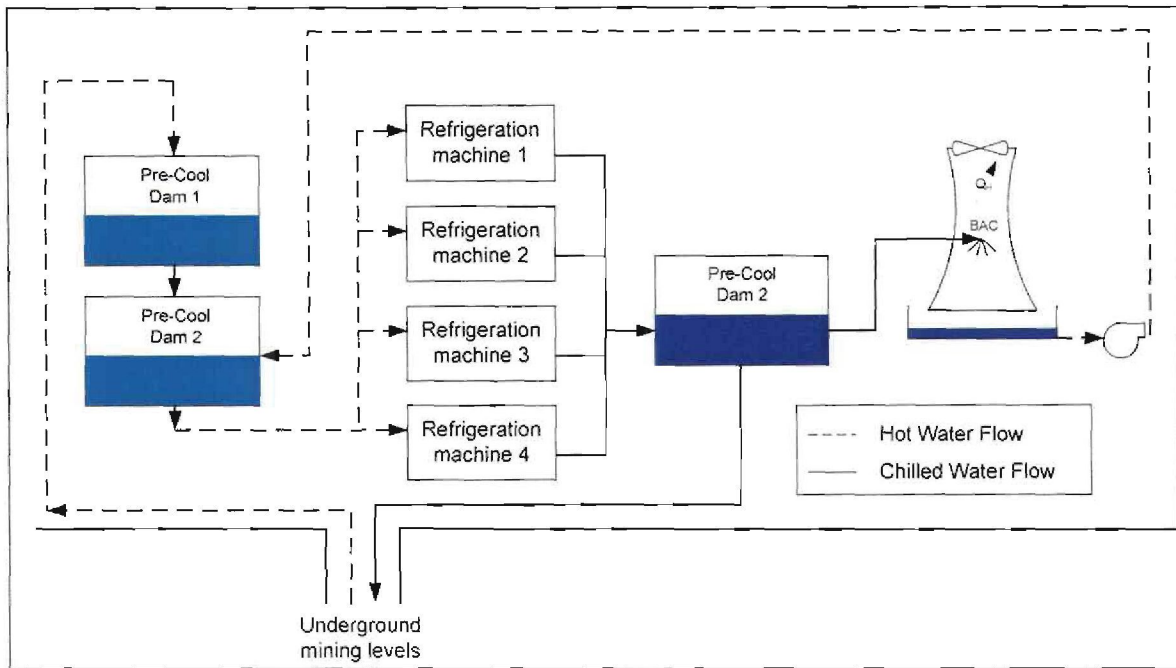 Pre-Cool
Dam 1
Pre-Cool
Dam 2
Refrigeration
machine 1
Refrigeration
machine 2
Refrigeration
machine 3
Refrigeration
machine 4
Pre-Cool
Dam 2
BAC
Hot Water Flow
Chilled Water Flow
Underground
mining levels